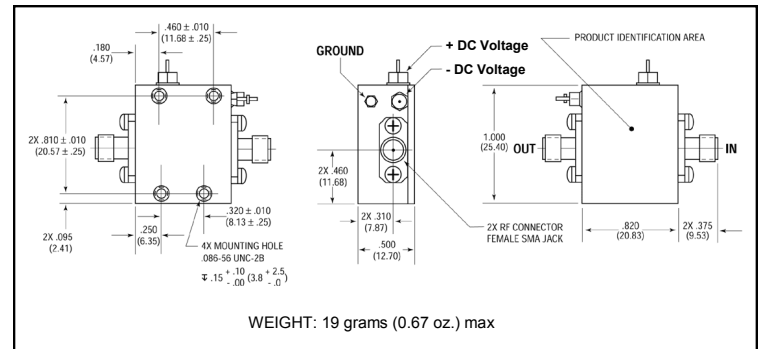 .460 ± .010
(11.68 ± .25)
.180
(4.57)
2X .810 ± .010
(20.57 ± .25)
2X .095
(2.41)
.250
(6.35)
.320 ± .010
(8.13 ± .25)
4X MOUNTING HOLE
.086-56 UNC-2B
↧ .15 + .10 - .00 (3.8 + 2.5 - .0)
GROUND
+ DC Voltage
- DC Voltage
2X .460
(11.68)
2X .310
(7.87)
.500
(12.70)
2X RF CONNECTOR
FEMALE SMA JACK
PRODUCT IDENTIFICATION AREA
1.000
(25.40)
OUT
IN
.820
(20.83)
2X .375
(9.53)
WEIGHT: 19 grams (0.67 oz.) max